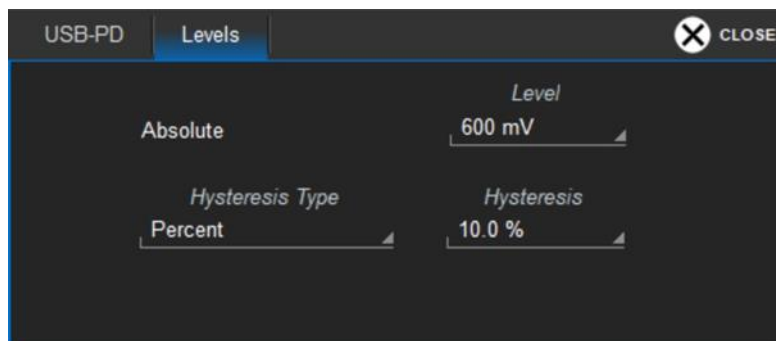 USB-PD Levels CLOSE
Level
Absolute 600 mV
Hysteresis Type Hysteresis
Percent 10.0 %